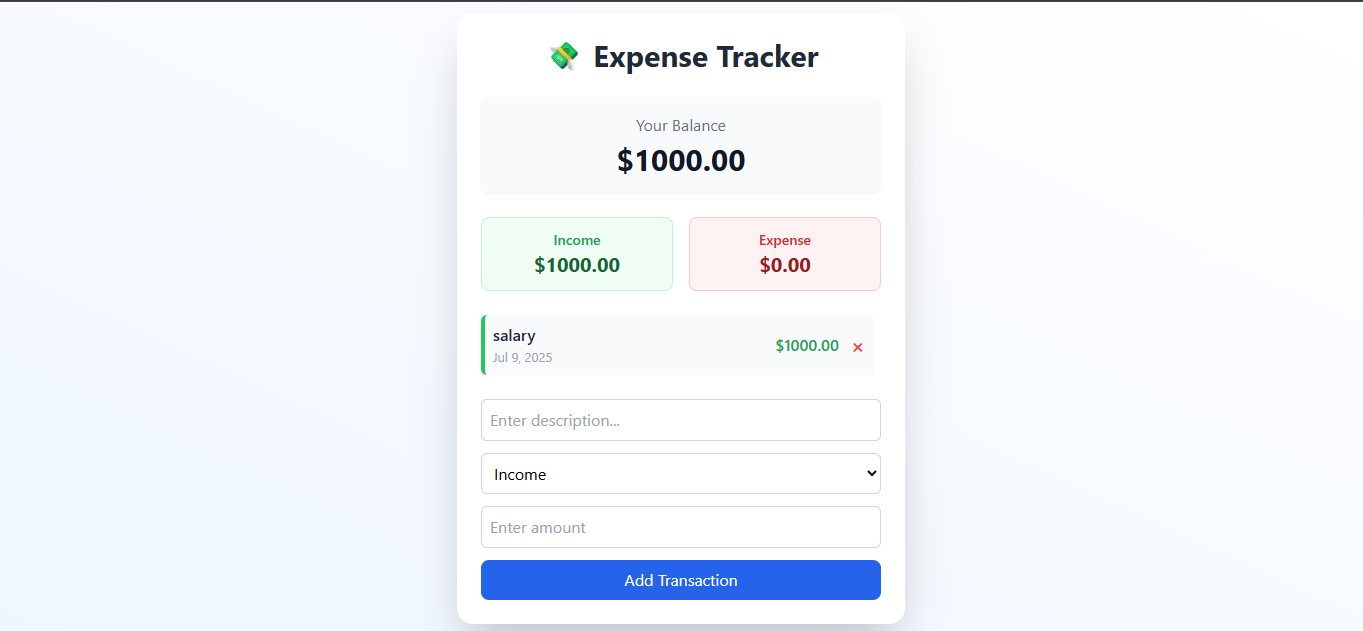 Expense Tracker
Your Balance
$1000.00
Income
$1000.00
Expense
$0.00
salary
Jul 9, 2025
$1000.00 ×
Enter description...
Income
Enter amount
Add Transaction